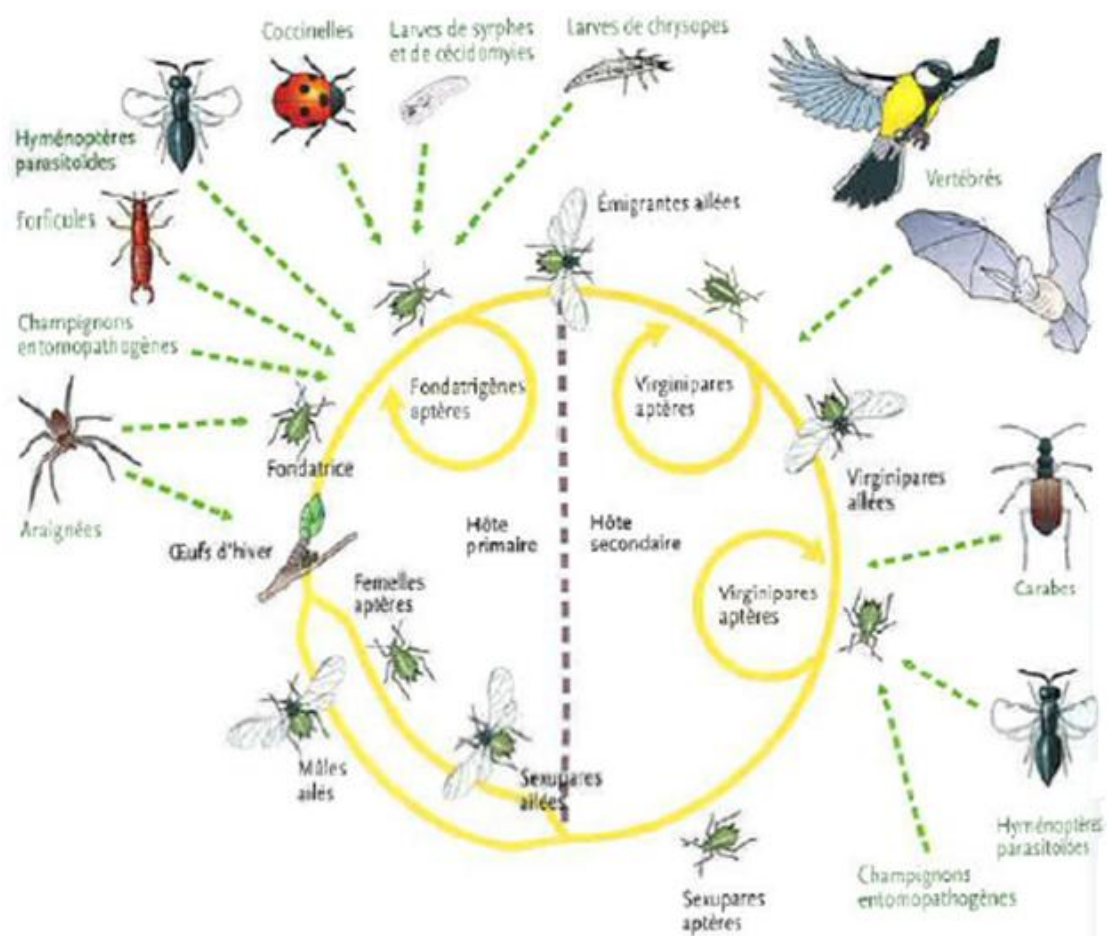 Coccinelles
Larves de syrphes
et de cécidomyies
Larves de chrysopes
Hyménoptères
parasitoïdes
Forficules
Champignons
entomopathogènes
Araignées
Émigrantes ailées
Vertébrés
Fondatrigènes
aptères
Virginipares
aptères
Fondatrice
Virginipares
ailées
Œufs d'hiver
Hôte
primaire
Hôte
secondaire
Femelles
aptères
Virginipares
aptères
Carabes
Mâles
ailés
Sexupares
ailées
Sexupares
aptères
Hyménoptères
parasitoïdes
Champignons
entomopathogènes